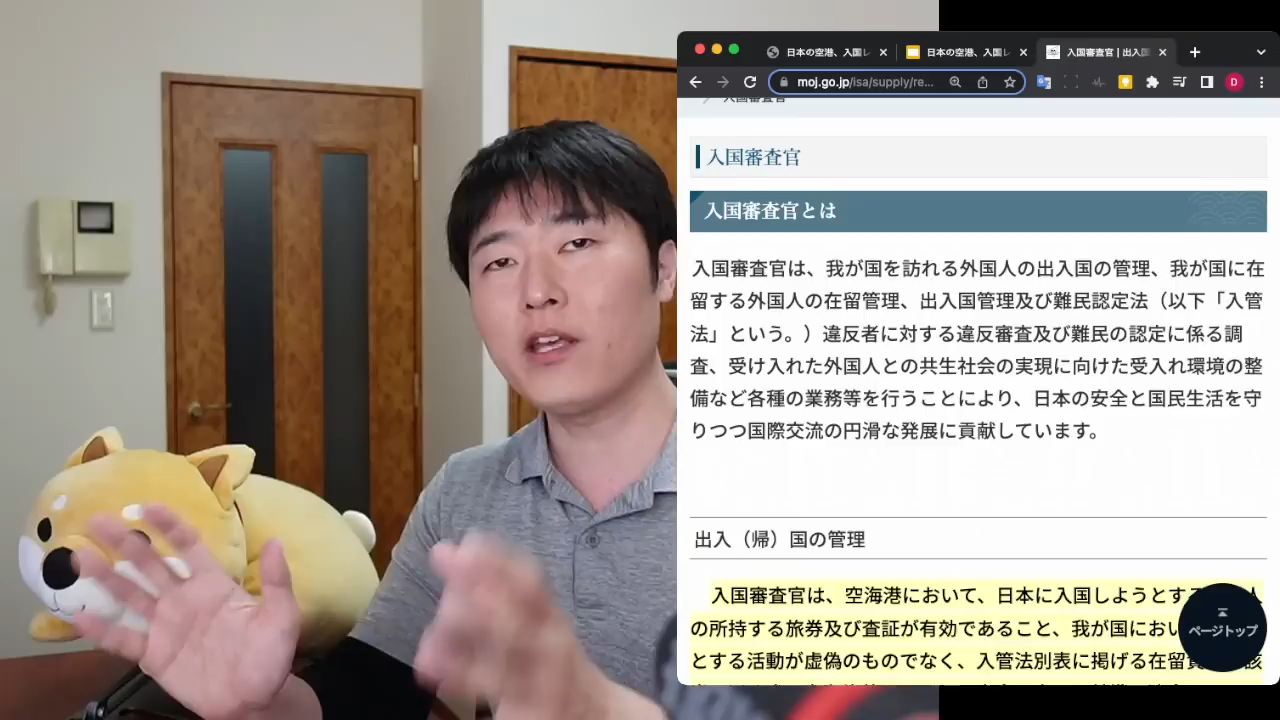 日本の空港、入国レ
日本の空港、入国レ
入国審査官 | 出入国
moj.go.jp/isa/supply/re...
D
入国審査官
入国審査官
入国審査官とは
入国審査官は、我が国を訪れる外国人の出入国の管理、我が国に在
留する外国人の在留管理、出入国管理及び難民認定法（以下「入管
法」という。）違反者に対する違反審査及び難民の認定に係る調
査、受け入れた外国人との共生社会の実現に向けた受入れ環境の整
備など各種の業務等を行うことにより、日本の安全と国民生活を守
りつつ国際交流の円滑な発展に貢献しています。
出入（帰）国の管理
入国審査官は、空海港において、日本に入国しようとす 人
の所持する旅券及び査証が有効であること、我が国におい
とする活動が虚偽のものでなく、入管法別表に掲げる在留資 該
ページトップ